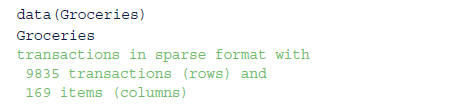 data(Groceries)
Groceries
transactions in sparse format with
 9835 transactions (rows) and
 169 items (columns)